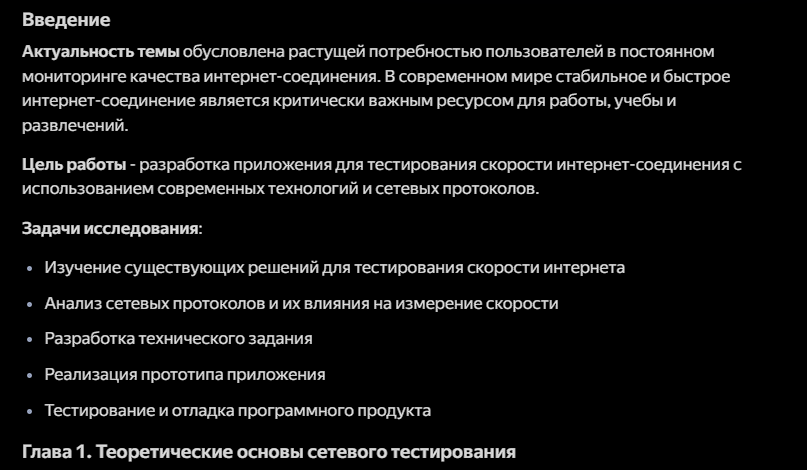 Введение
Актуальность темы обусловлена растущей потребностью пользователей в постоянном
мониторинге качества интернет-соединения. В современном мире стабильное и быстрое
интернет-соединение является критически важным ресурсом для работы, учебы и
развлечений.
Цель работы - разработка приложения для тестирования скорости интернет-соединения с
использованием современных технологий и сетевых протоколов.
Задачи исследования:
• Изучение существующих решений для тестирования скорости интернета
• Анализ сетевых протоколов и их влияния на измерение скорости
• Разработка технического задания
• Реализация прототипа приложения
• Тестирование и отладка программного продукта
Глава 1. Теоретические основы сетевого тестирования